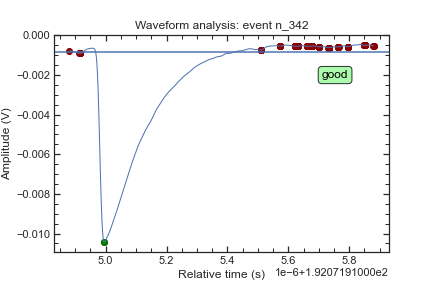 Waveform analysis: event n_342
0.000
−0.002
−0.004
−0.006
−0.008
−0.010
Amplitude (V)
good
5.0
5.2
5.4
5.6
5.8
Relative time (s)
1e−6+1.9207191000e2